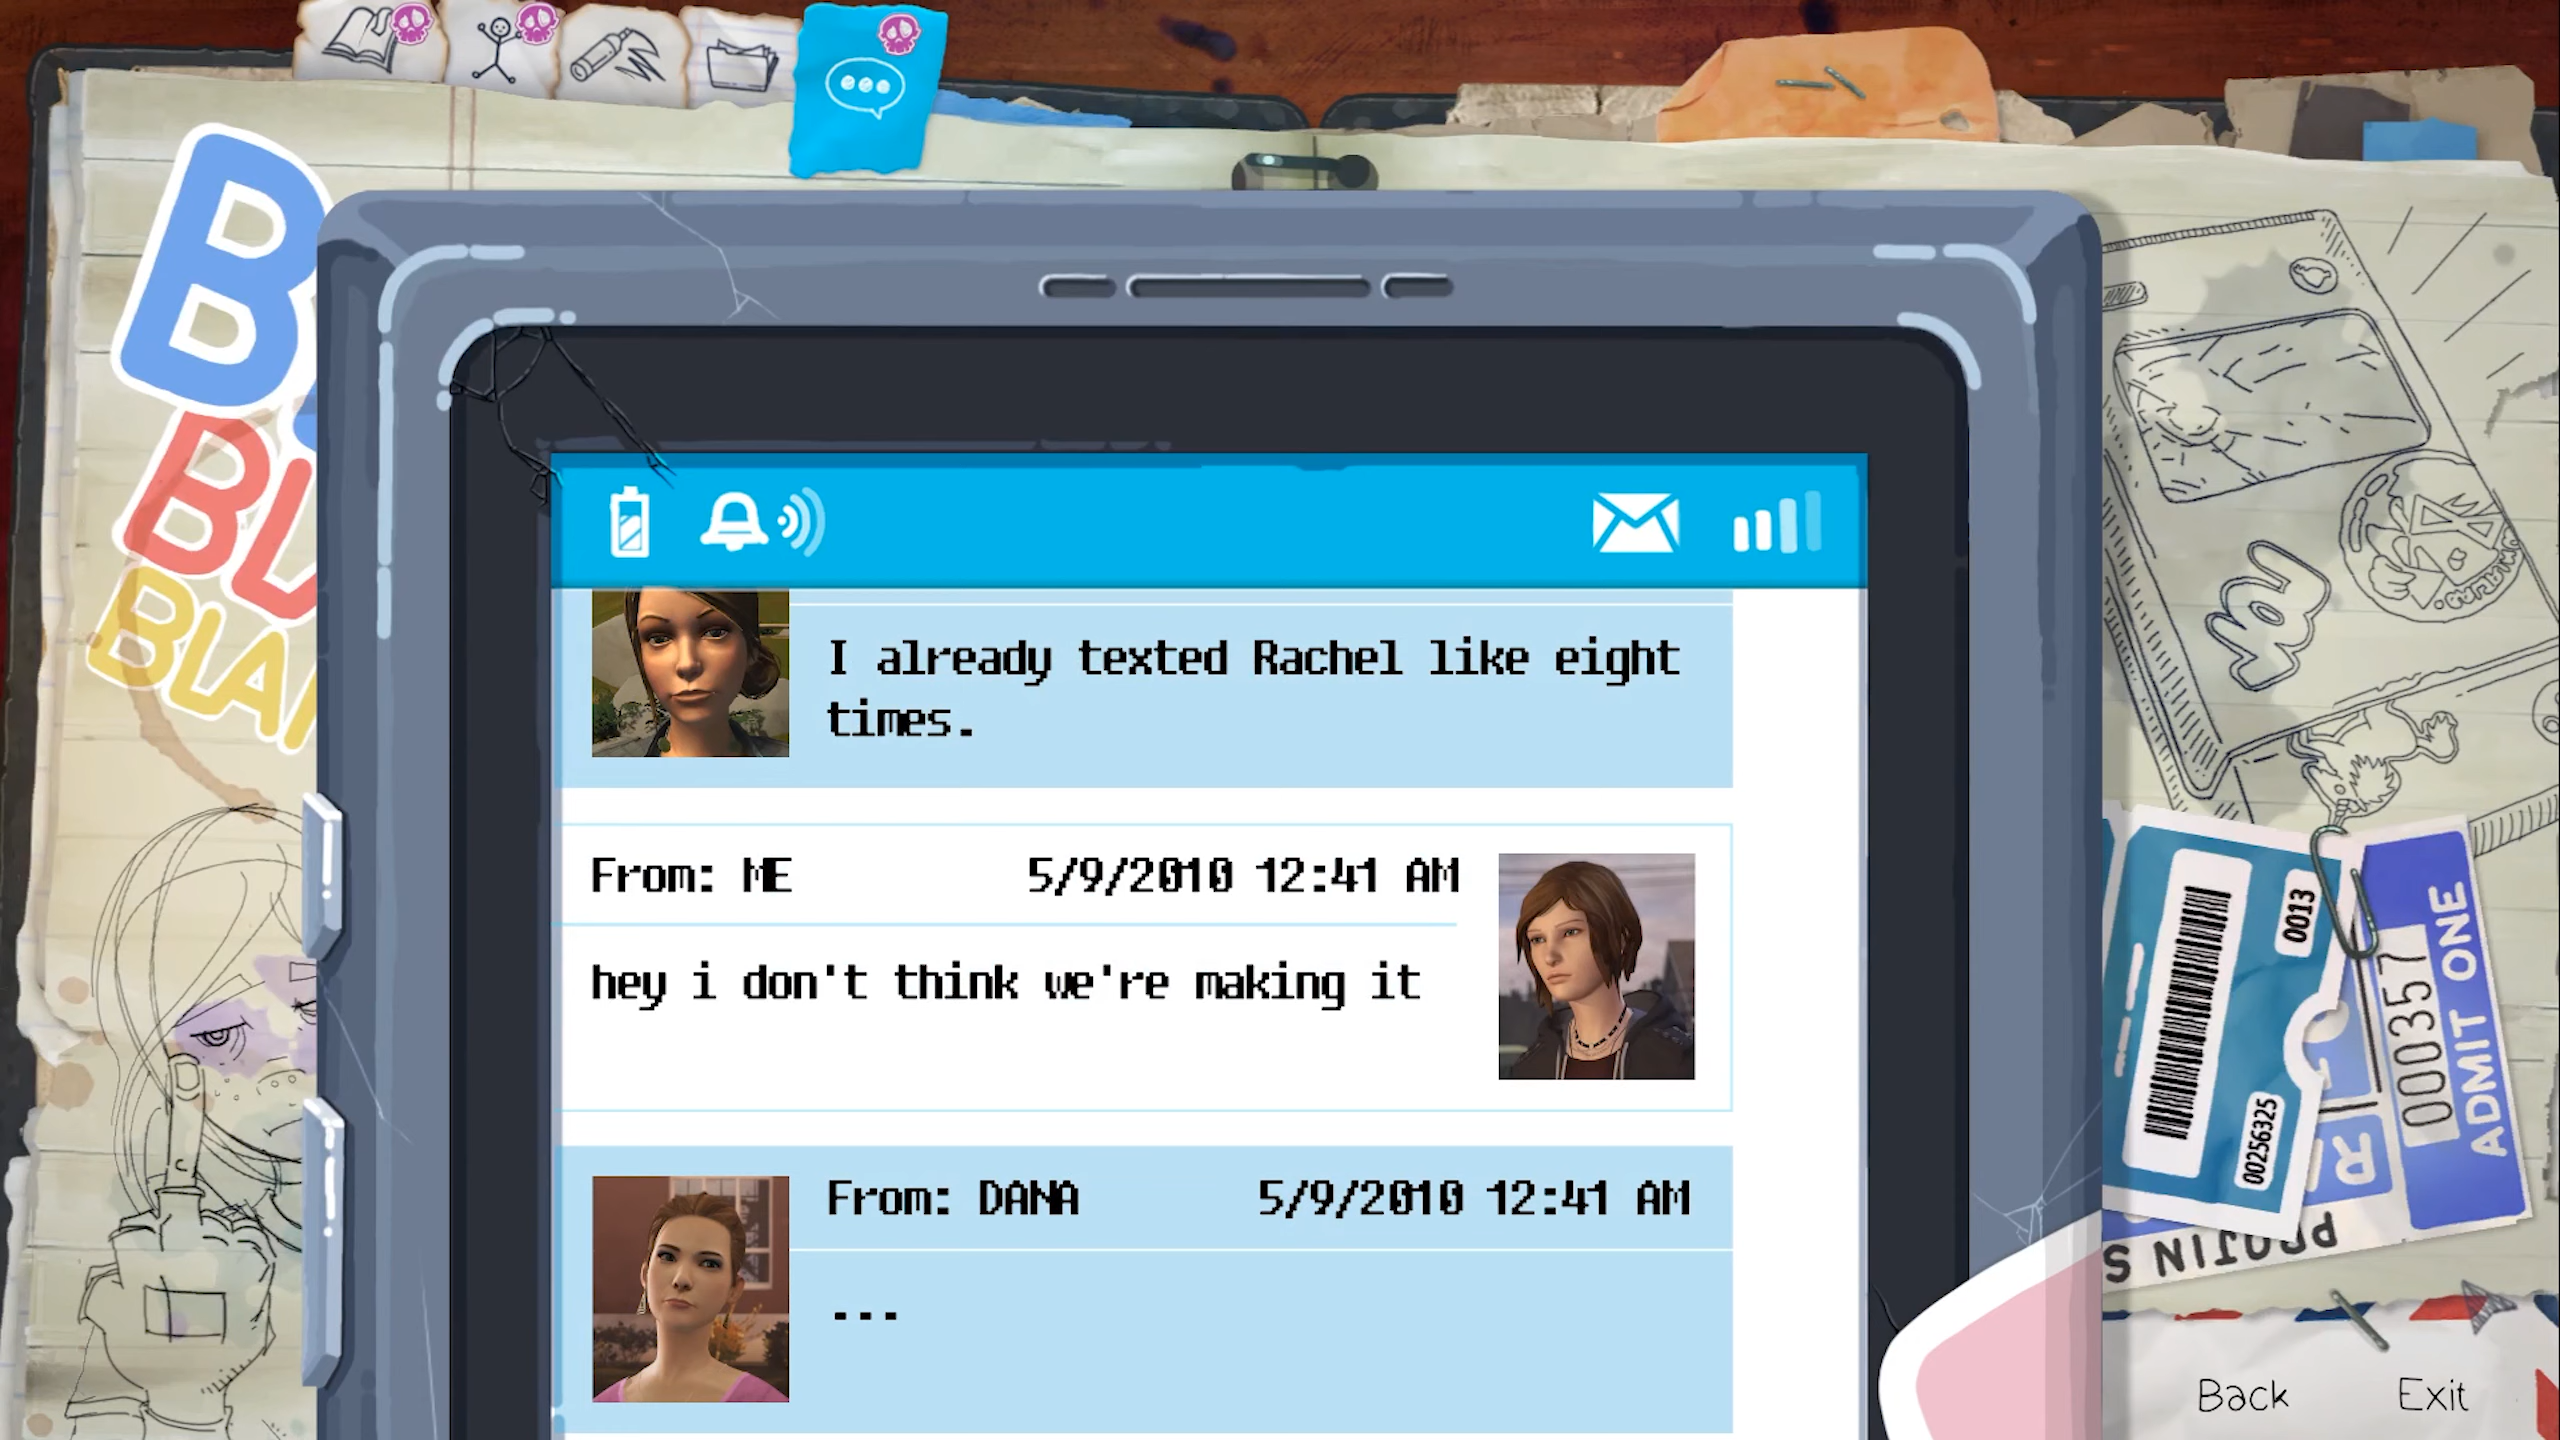 I already texted Rachel like eight
times.
From: ME 5/9/2010 12:41 AM
hey i don't think we're making it
From: DANA 5/9/2010 12:41 AM
...
0013
00256325
000357
ADMIT ONE
Back
Exit